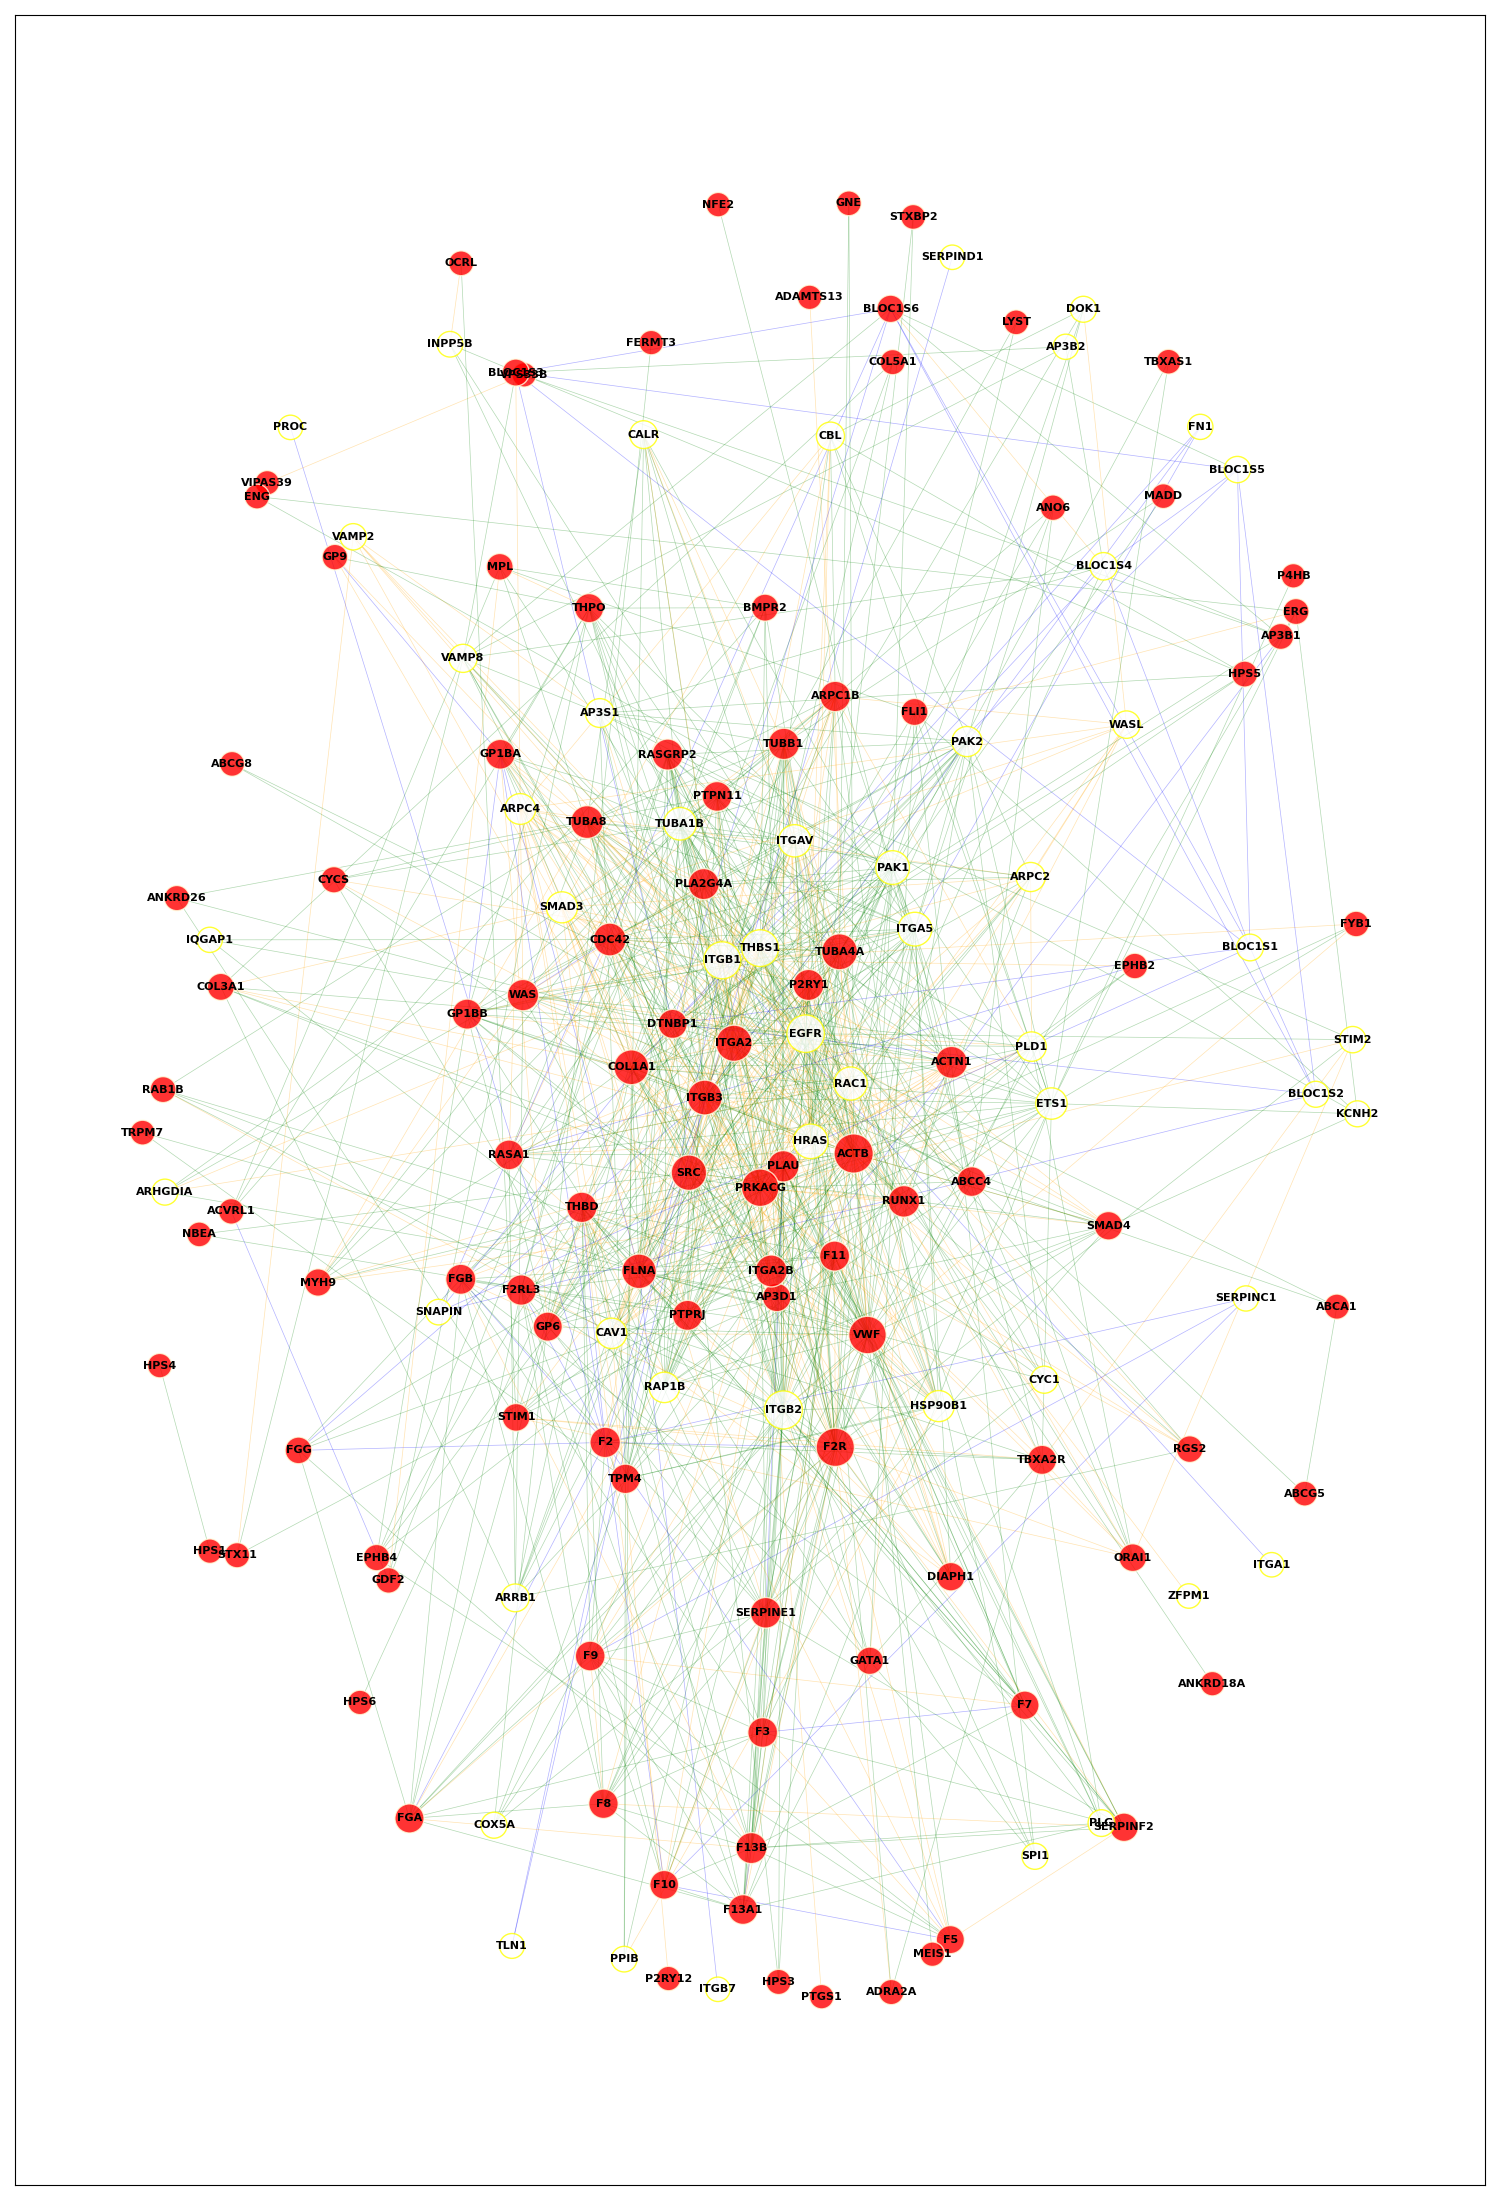 GNE
NFE2
STXBP2
SERPIND1
OCRL
ADAMTS13
BLOC1S6
DOK1
LYST
FERMT3
INPP5B
AP3B2
COL5A1
TBXAS1
BLOC1S3
VPS33B
PROC
FN1
CALR
CBL
BLOC1S5
VIPAS39
ENG
MADD
ANO6
VAMP2
GP9
MPL
BLOC1S4
P4HB
THPO
BMPR2
ERG
AP3B1
VAMP8
HPS5
ARPC1B
AP3S1
FLI1
WASL
PAK2
TUBB1
GP1BA
RASGRP2
ABCG8
PTPN11
ARPC4
TUBA8
TUBA1B
ITGAV
PAK1
ARPC2
CYCS
PLA2G4A
ANKRD26
SMAD3
FYB1
ITGA5
IQGAP1
CDC42
THBS1
BLOC1S1
TUBA4A
ITGB1
EPHB2
COL3A1
P2RY1
WAS
GP1BB
DTNBP1
EGFR
STIM2
ITGA2
PLD1
ACTN1
COL1A1
RAC1
RAB1B
BLOC1S2
ITGB3
ETS1
KCNH2
TRPM7
HRAS
RASA1
ACTB
PLAU
SRC
ABCC4
PRKACG
ARHGDIA
RUNX1
THBD
ACVRL1
SMAD4
NBEA
F11
FLNA
ITGA2B
FGB
MYH9
F2RL3
AP3D1
SERPINC1
ABCA1
SNAPIN
PTPRJ
GP6
CAV1
VWF
HPS4
CYC1
RAP1B
HSP90B1
ITGB2
STIM1
F2
F2R
FGG
RGS2
TBXA2R
TPM4
ABCG5
HPS1
STX11
EPHB4
ORAI1
ITGA1
DIAPH1
GDF2
ZFPM1
ARRB1
SERPINE1
F9
GATA1
ANKRD18A
HPS6
F7
F3
F8
FGA
PLG
COX5A
SERPINF2
F13B
SPI1
F10
F13A1
F5
TLN1
MEIS1
PPIB
P2RY12
HPS3
ITGB7
ADRA2A
PTGS1